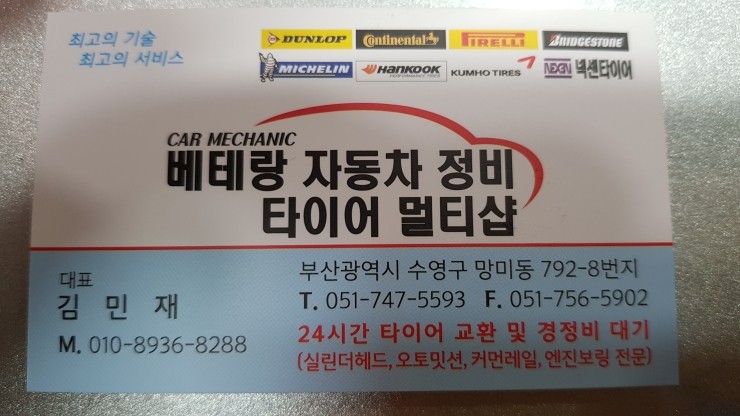 최고의 기술
최고의 서비스
DUNLOP Continental PIRELLI BRIDGESTONE
MICHELIN HANKOOK KUMHO TIRES NEXEN 넥센타이어
CAR MECHANIC
베테랑 자동차 정비
타이어 멀티샵
대표
김 민 재
M. 010-8936-8288
부산광역시 수영구 망미동 792-8번지
T. 051-747-5593 F. 051-756-5902
24시간 타이어 교환 및 경정비 대기
(실린더헤드, 오토밋션, 커먼레일, 엔진보링 전문)